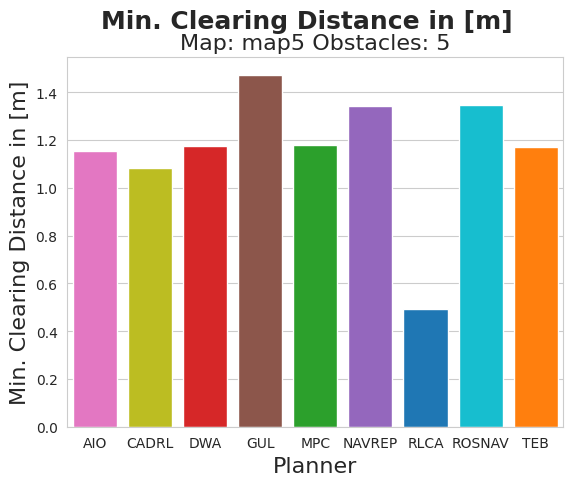 Min. Clearing Distance in [m]
Map: map5 Obstacles: 5
Min. Clearing Distance in [m]
1.4
1.2
1.0
0.8
0.6
0.4
0.2
0.0
AIO CADRL DWA GUL MPC NAVREP RLCA ROSNAV TEB
Planner